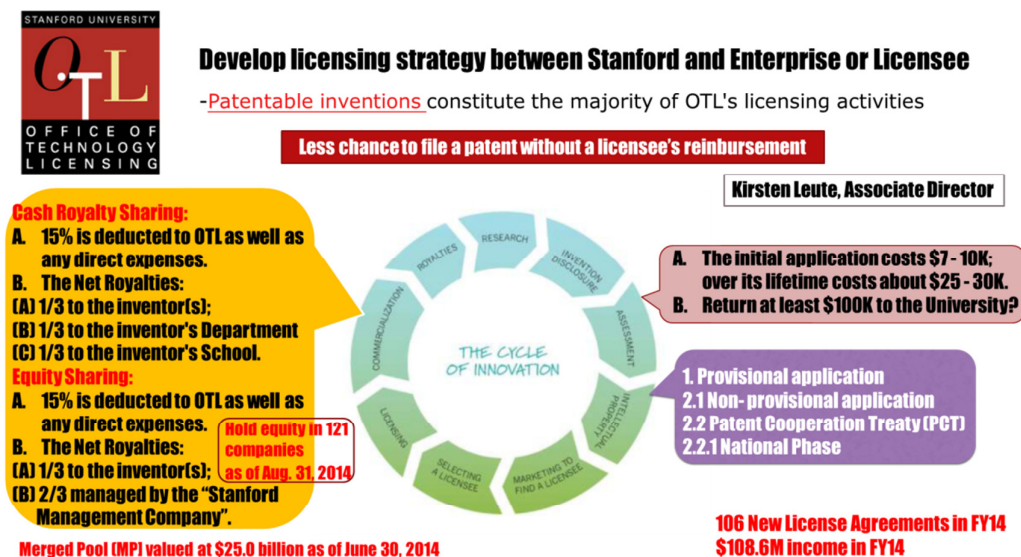 STANFORD UNIVERSITY
OTL
OFFICE OF
TECHNOLOGY
LICENSING
Develop licensing strategy between Stanford and Enterprise or Licensee
-Patentable inventions constitute the majority of OTL's licensing activities
Less chance to file a patent without a licensee's reimbursement
Kirsten Leute, Associate Director
Cash Royalty Sharing:
A. 15% is deducted to OTL as well as
any direct expenses.
B. The Net Royalties:
(A) 1/3 to the inventor(s);
(B) 1/3 to the inventor's Department
(C) 1/3 to the inventor's School.
Equity Sharing:
A. 15% is deducted to OTL as well as
any direct expenses.
B. The Net Royalties:
(A) 1/3 to the inventor(s);
(B) 2/3 managed by the "Stanford
Management Company".
Hold equity in 121
companies
as of Aug. 31, 2014
Merged Pool (MP) valued at $25.0 billion as of June 30, 2014
THE CYCLE
OF INNOVATION
RESEARCH
INVENTION
DISCLOSURE
ASSESSMENT
INTELLECTUAL
PROPERTY
MARKETING TO
FIND A LICENSEE
SELECTING
A LICENSEE
LICENSING
COMMERCIALIZATION
ROYALTIES
A. The initial application costs $7 - 10K;
over its lifetime costs about $25 - 30K.
B. Return at least $100K to the University?
1. Provisional application
2.1 Non- provisional application
2.2 Patent Cooperation Treaty (PCT)
2.2.1 National Phase
106 New License Agreements in FY14
$108.6M income in FY14